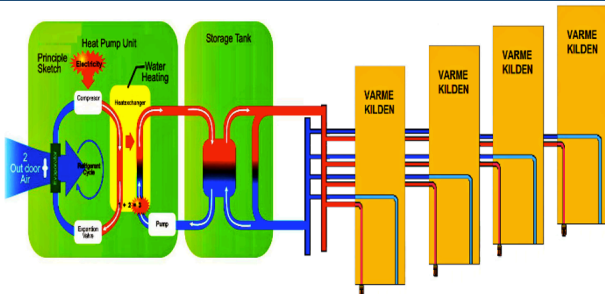 Heat Pump Unit
Storage Tank
Principle
Sketch
Electricity
Water
Heating
Compresor
Heatexchanger
2
Out door
Air
Refrigerant
Cycle
1 + 2 = 3
Expantion
Valve
Pump
VARME
KILDEN
VARME
KILDEN
VARME
KILDEN
VARME
KILDEN